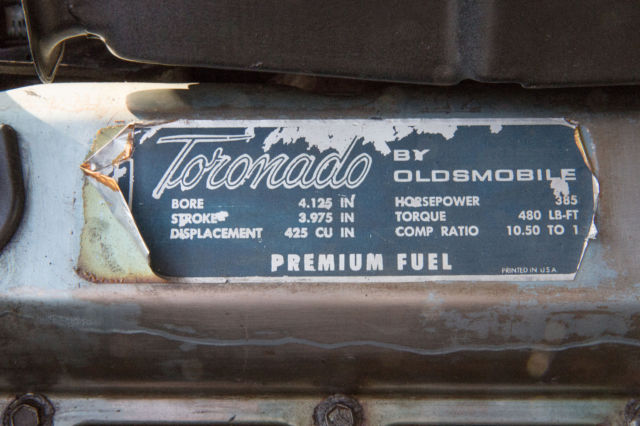 Toronado BY
OLDSMOBILE
BORE 4.125 IN HORSEPOWER 385
STROKE 3.975 IN TORQUE 480 LB-FT
DISPLACEMENT 425 CU IN COMP RATIO 10.50 TO 1
PREMIUM FUEL
PRINTED IN U.S.A.